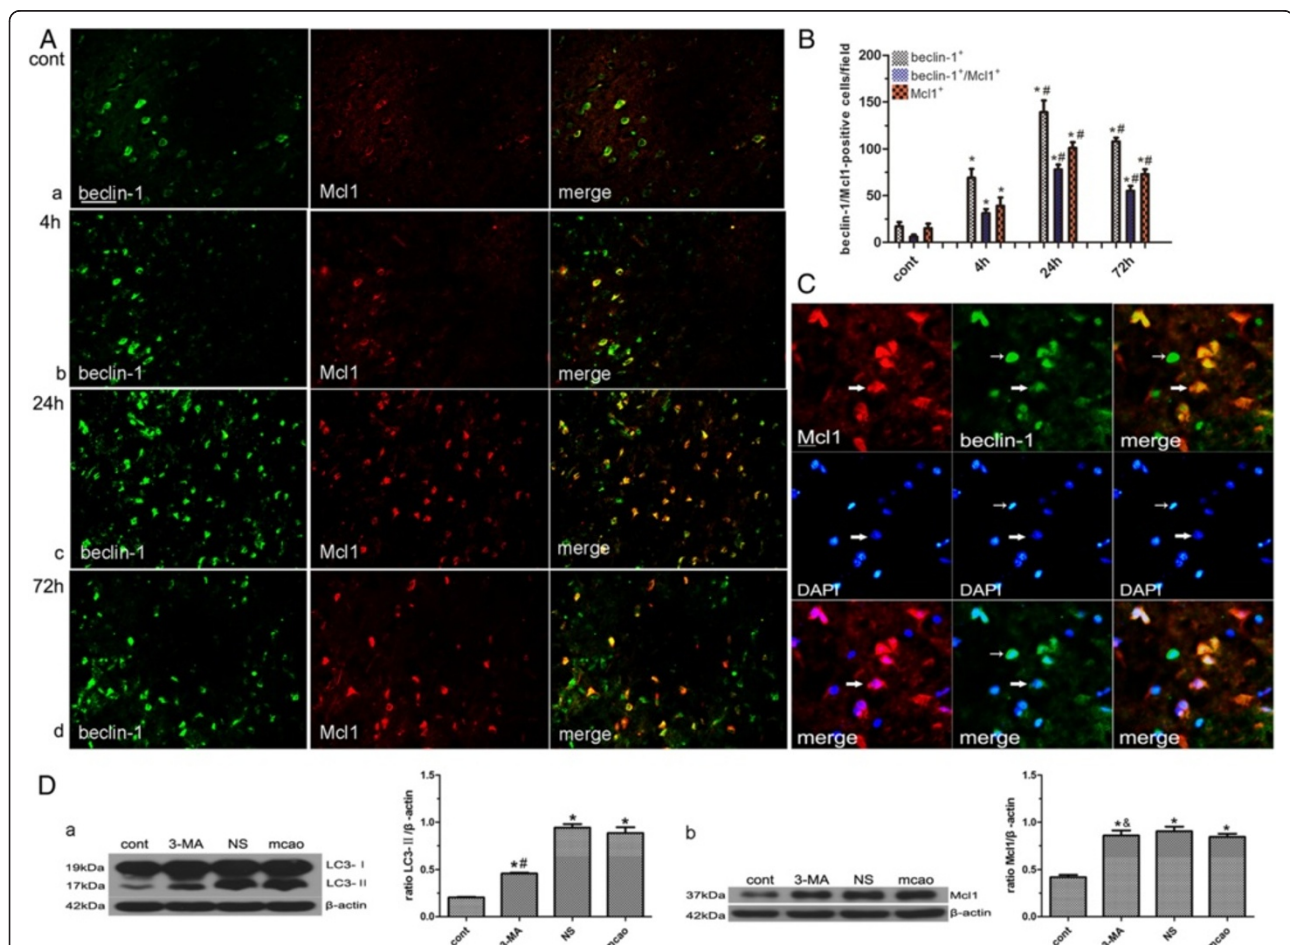 A
cont
a
beclin-1
Mcl1
merge
4h
b
beclin-1
Mcl1
merge
24h
c
beclin-1
Mcl1
merge
72h
d
beclin-1
Mcl1
merge
B
beclin-1/Mcl1-positive cells/field
200
150
100
50
0
beclin-1⁺
beclin-1⁺/Mcl1⁺
Mcl1⁺
* * *
*# *# *#
*# *# *#
cont 4h 24h 72h
C
Mcl1
beclin-1
merge
DAPI
DAPI
DAPI
merge
merge
merge
D
a
cont 3-MA NS mcao
19kDa LC3-Ⅰ
17kDa LC3-Ⅱ
42kDa β-actin
ratio LC3-Ⅱ/β-actin
1.5
1.0
0.5
0.0
*# * *
cont 3-MA NS mcao
b
cont 3-MA NS mcao
37kDa Mcl1
42kDa β-actin
ratio Mcl1/β-actin
1.5
1.0
0.5
0.0
*& * *
cont 3-MA NS mcao